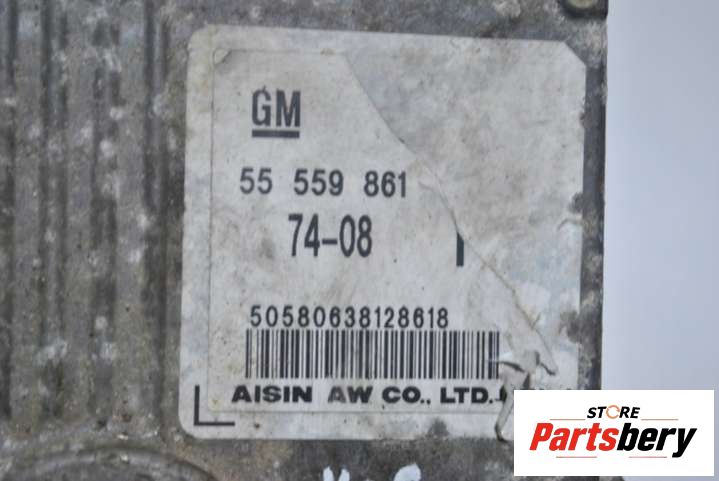 GM
55 559 861
74-08
50580638128618
AISIN AW CO., LTD.
STORE
Partsbery